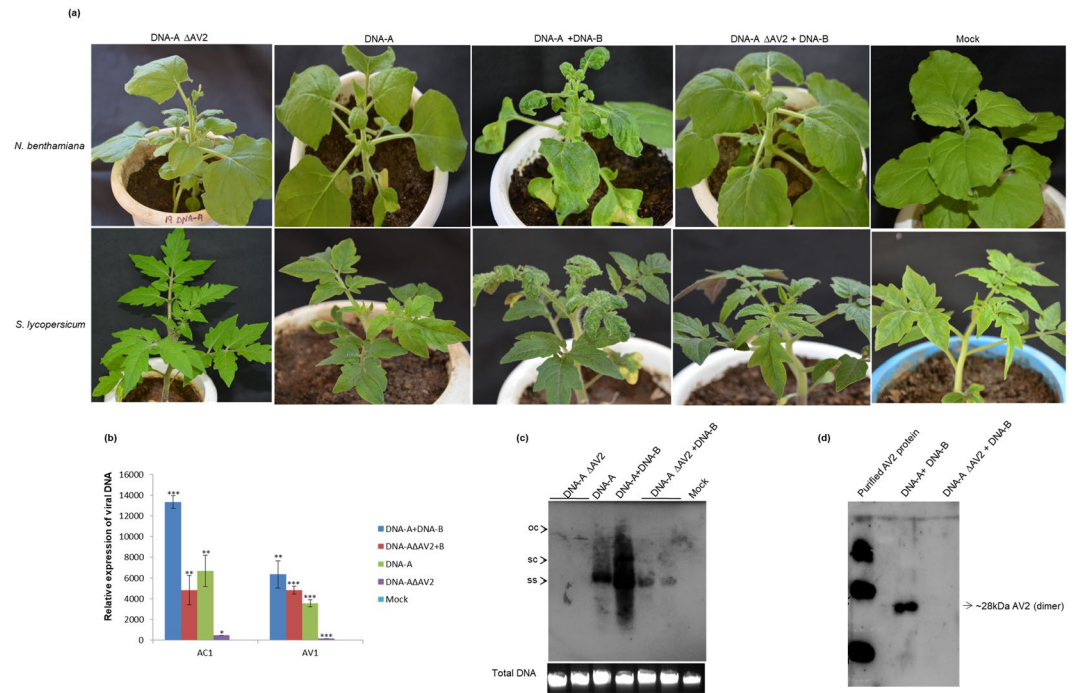 (a)
DNA-A ΔAV2
DNA-A
DNA-A +DNA-B
DNA-A ΔAV2 + DNA-B
Mock
N. benthamiana
19 DNA-A
S. lycopersicum
(b)
Relative expression of viral DNA
16000
14000
12000
10000
8000
6000
4000
2000
0
***
**
**
*
**
***
***
***
AC1
AV1
DNA-A+DNA-B
DNA-AΔAV2+B
DNA-A
DNA-AΔAV2
Mock
(c)
DNA-A ΔAV2
DNA-A
DNA-A+DNA-B
DNA-A ΔAV2 +DNA-B
Mock
oc
sc
ss
Total DNA
(d)
Purified AV2 protein
DNA-A+ DNA-B
DNA-A ΔAV2 + DNA-B
~28kDa AV2 (dimer)